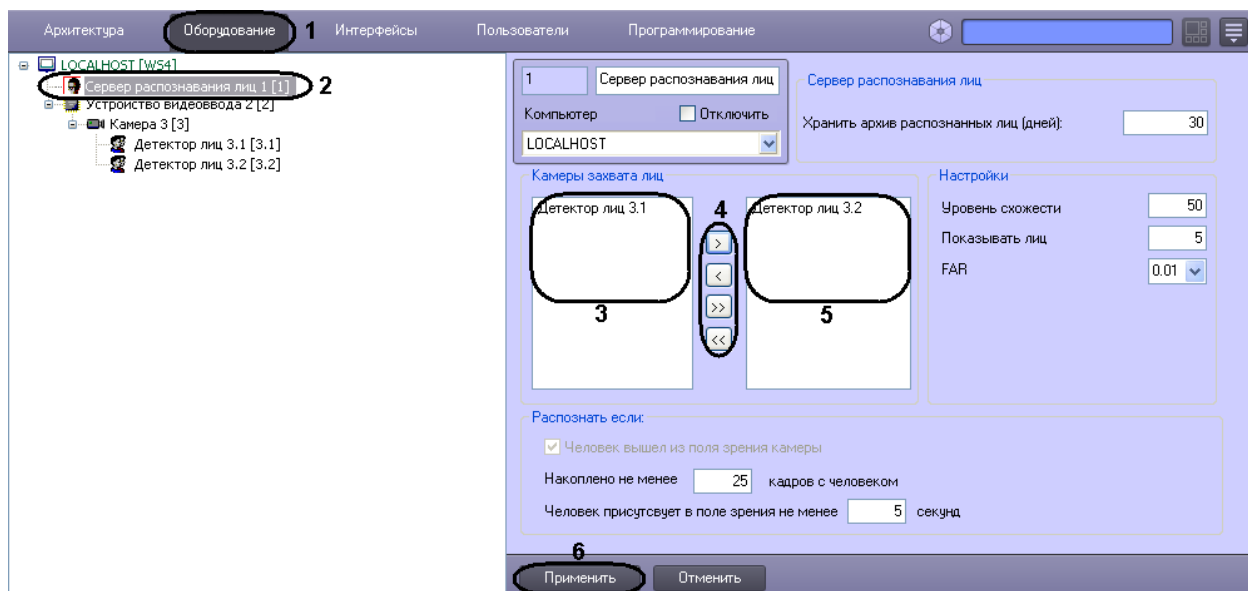 Архитектура Оборудование 1 Интерфейсы Пользователи Программирование
LOCALHOST [WS4]
Сервер распознавания лиц 1 [1] 2
Устройство видеоввода 2 [2]
Камера 3 [3]
Детектор лиц 3.1 [3.1]
Детектор лиц 3.2 [3.2]
1 Сервер распознавания лиц
Компьютер Отключить
LOCALHOST
Сервер распознавания лиц
Хранить архив распознанных лиц (дней): 30
Камеры захвата лиц
Детектор лиц 3.1 4 Детектор лиц 3.2
>
<
>>
<<
3 5
Настройки
Уровень схожести 50
Показывать лиц 5
FAR 0.01
Распознать если:
Человек вышел из поля зрения камеры
Накоплено не менее 25 кадров с человеком
Человек присутсвует в поле зрения не менее 5 секунд
6
Применить Отменить